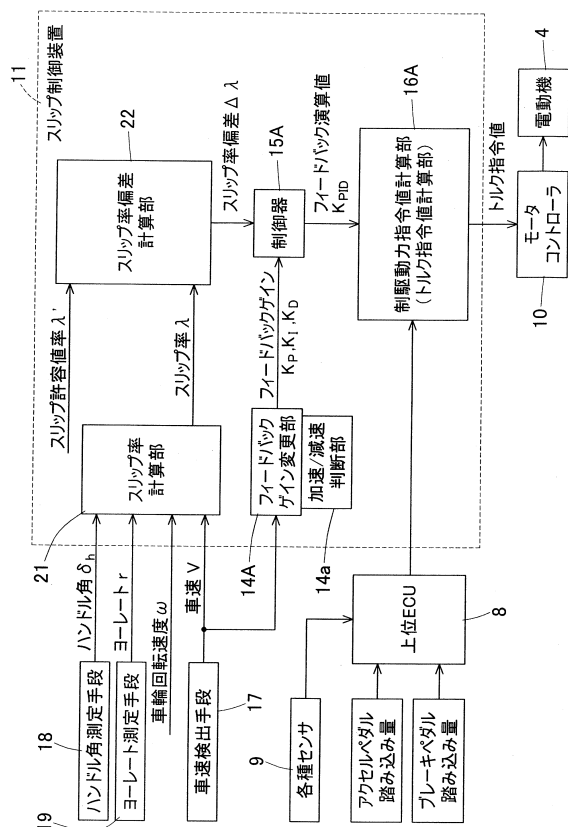 11
スリップ制御装置
22
スリップ率偏差
計算部
スリップ許容値率λ'
スリップ率λ
スリップ率偏差Δλ
21
スリップ率
計算部
ハンドル角δh
ヨーレートr
車輪回転速度ω
車速V
18
ハンドル角測定手段
19
ヨーレート測定手段
車速検出手段
17
14A
フィードバック
ゲイン変更部
加速/減速
判断部
14a
フィードバックゲイン
KP,KI,KD
15A
制御器
フィードバック演算値
KPID
16A
制駆動力指令値計算部
(トルク指令値計算部)
トルク指令値
9
各種センサ
アクセルペダル
踏み込み量
ブレーキペダル
踏み込み量
上位ECU
8
10
モータ
コントローラ
電動機
4